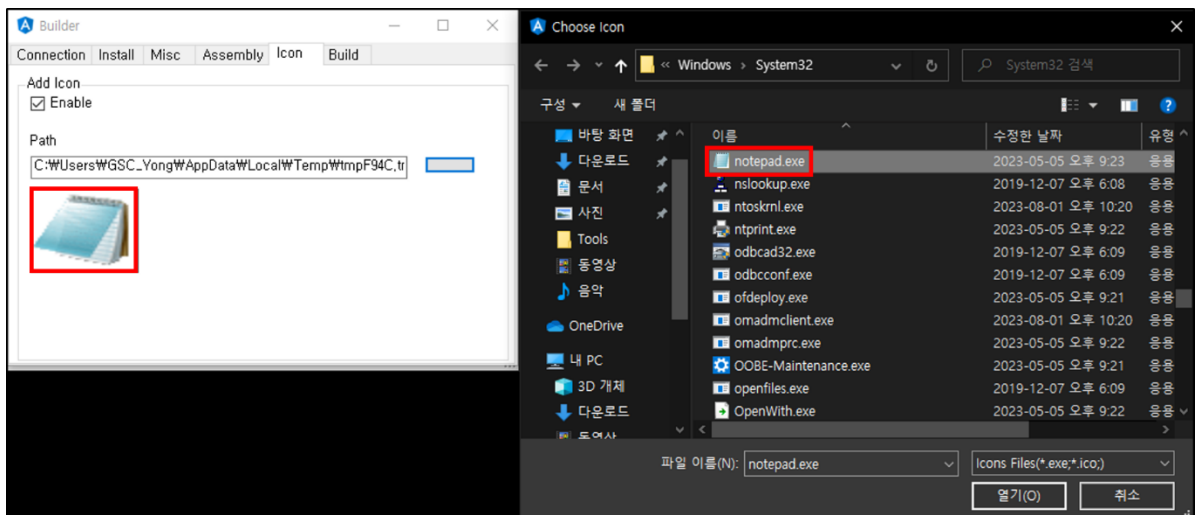 Builder
Connection Install Misc Assembly Icon Build
Add Icon
Enable
Path
C:₩Users₩GSC_Yong₩AppData₩Local₩Temp₩tmpF94C,tr
Choose Icon
« Windows › System32
System32 검색
구성 새 폴더
바탕 화면
다운로드
문서
사진
Tools
동영상
음악
OneDrive
내 PC
3D 개체
다운로드
동영상
이름 수정한 날짜 유형
notepad.exe 2023-05-05 오후 9:23 응용
nslookup.exe 2019-12-07 오후 6:08 응용
ntoskrnl.exe 2023-08-01 오후 10:20 응용
ntprint.exe 2023-05-05 오후 9:22 응용
odbcad32.exe 2019-12-07 오후 6:09 응용
odbcconf.exe 2019-12-07 오후 6:09 응용
ofdeploy.exe 2023-05-05 오후 9:21 응용
omadmclient.exe 2023-08-01 오후 10:20 응용
omadmprc.exe 2023-05-05 오후 9:22 응용
OOBE-Maintenance.exe 2023-05-05 오후 9:21 응용
openfiles.exe 2019-12-07 오후 6:09 응용
OpenWith.exe 2023-05-05 오후 9:22 응용
파일 이름(N): notepad.exe Icons Files(*.exe;*.ico;)
열기(O) 취소